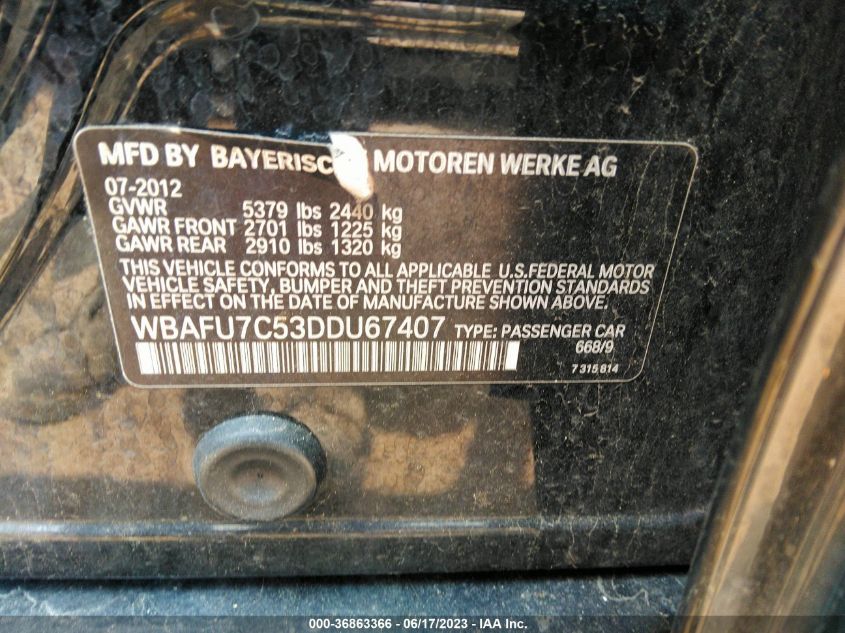 MFD BY BAYERISC MOTOREN WERKE AG
07-2012
GVWR 5379 lbs 2440 kg
GAWR FRONT 2701 lbs 1225 kg
GAWR REAR 2910 lbs 1320 kg
THIS VEHICLE CONFORMS TO ALL APPLICABLE U.S.FEDERAL MOTOR
VEHICLE SAFETY, BUMPER AND THEFT PREVENTION STANDARDS
IN EFFECT ON THE DATE OF MANUFACTURE SHOWN ABOVE.
WBAFU7C53DDU67407 TYPE: PASSENGER CAR
668/9
7 315 814
000-36863366 - 06/17/2023 - © IAA, Inc.